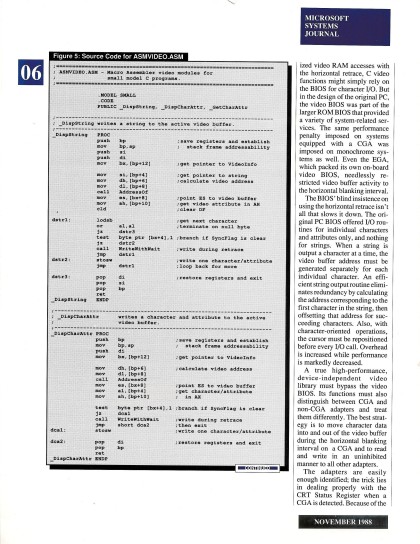 MICROSOFT
SYSTEMS
JOURNAL
06
Figure 5: Source Code for ASMVIDEO.ASM
;==========================================================
; ASMVIDEO.ASM - Macro Assembler video modules for
; small model C programs.
;==========================================================
.MODEL SMALL
.CODE
PUBLIC _DispString, _DispCharAttr, _GetCharAttr
; _DispString writes a string to the active video buffer.
_DispString PROC
push bp ;save registers and establish
mov bp,sp ; stack frame addressability
push si
push di
mov bx,[bp+12] ;get pointer to VideoInfo
mov si,[bp+4] ;get pointer to string
mov dh,[bp+6] ;calculate video address
mov dl,[bp+8]
call AddressOf
mov es,[bx+8] ;point ES to video buffer
mov ah,[bp+10] ;get video attribute in AH
cld ;clear DF
dstr1: lodsb ;get next character
or al,al ;terminate on null byte
jz dstr3
test byte ptr [bx+4],1 ;branch if SyncFlag is clear
jz dstr2
call WriteWithWait ;write during retrace
jmp dstr1
dstr2: stosw ;write one character/attribute
jmp dstr1 ;loop back for more
dstr3: pop di ;restore registers and exit
pop si
pop bp
ret
_DispString ENDP
; _DispCharAttr writes a character and attribute to the active
; video buffer.
_DispCharAttr PROC
push bp ;save registers and establish
mov bp,sp ; stack frame addressability
push di
mov bx,[bp+12] ;get pointer to VideoInfo
mov dh,[bp+6] ;calculate video address
mov dl,[bp+8]
call AddressOf
mov es,[bx+8] ;point ES to video buffer
mov al,[bp+4] ;get character/attribute
mov ah,[bp+10] ; in AX
test byte ptr [bx+4],1 ;branch if SyncFlag is clear
jz dca1
call WriteWithWait ;write during retrace
jmp short dca2 ;then exit
dca1: stosw ;write one character/attribute
dca2: pop di ;restore registers and exit
pop bp
ret
_DispCharAttr ENDP
CONTINUED
ized video RAM accesses with
the horizontal retrace, C video
functions might simply rely on
the BIOS for character I/O. But
in the design of the original PC,
the video BIOS was part of the
larger ROM BIOS that provided
a variety of system-related ser-
vices. The same performance
penalty imposed on systems
equipped with a CGA was
imposed on monochrome sys-
tems as well. Even the EGA,
which packed its own on-board
video BIOS, needlessly re-
stricted video buffer activity to
the horizontal blanking interval.
The BIOS' blind insistence on
using the horizontal retrace isn't
all that slows it down. The orig-
inal PC BIOS offered I/O rou-
tines for individual characters
and attributes only, and nothing
for strings. When a string is
output a character at a time, the
video buffer address must be
generated separately for each
individual character. An effi-
cient string output routine elimi-
nates redundancy by calculating
the address corresponding to the
first character in the string, then
offsetting that address for suc-
ceeding characters. Also, with
character-oriented operations,
the cursor must be repositioned
before every I/O call. Overhead
is increased while performance
is markedly decreased.
A true high-performance,
device-independent video
library must bypass the video
BIOS. Its functions must also
distinguish between CGA and
non-CGA adapters and treat
them differently. The best strat-
egy is to move character data
into and out of the video buffer
during the horizontal blanking
interval on a CGA and to read
and write in an uninhibited
manner to all other adapters.
The adapters are easily
enough identified; the trick lies
in dealing properly with the
CRT Status Register when a
CGA is detected. Because of the
NOVEMBER 1988